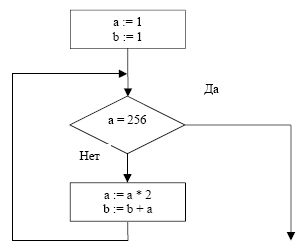 a := 1
b := 1
Да
a = 256
Нет
a := a * 2
b := b + a